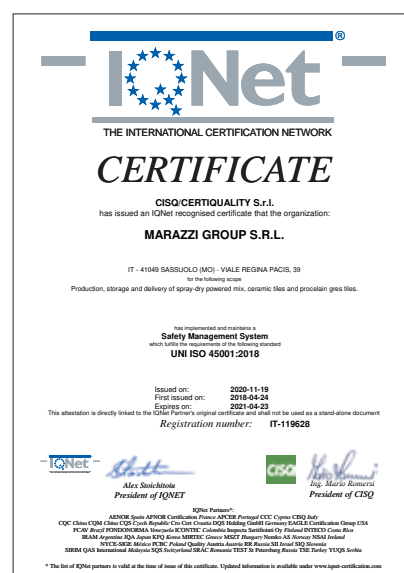 IQNet ®
THE INTERNATIONAL CERTIFICATION NETWORK
CERTIFICATE
CISQ/CERTIQUALITY S.r.l.
has issued an IQNet recognised certificate that the organization:
MARAZZI GROUP S.R.L.
IT - 41049 SASSUOLO (MO) - VIALE REGINA PACIS, 39
for the following scope
Production, storage and delivery of spray-dry powered mix, ceramic tiles and procelain gres tiles.
has implemented and maintains a
Safety Management System
which fulfills the requirements of the following standard
UNI ISO 45001:2018
Issued on: 2020-11-19
First issued on: 2018-04-24
Expires on: 2021-04-23
This attestation is directly linked to the IQNet Partner's original certificate and shall not be used as a stand-alone document
Registration number: IT-119628
IQNet
CISQ
Alex Stoichitoiu
President of IQNET
Ing. Mario Romersi
President of CISQ
IQNet Partners*:
AENOR Spain AFNOR Certification France APCER Portugal CCC Cyprus CISQ Italy
CQC China CQM China CQS Czech Republic Cro Cert Croatia DQS Holding GmbH Germany EAGLE Certification Group USA
FCAV Brazil FONDONORMA Venezuela ICONTEC Colombia Inspecta Sertifiointi Oy Finland INTECO Costa Rica
IRAM Argentina JQA Japan KFQ Korea MIRTEC Greece MSZT Hungary Nemko AS Norway NSAI Ireland
NYCE-SIGE México PCBC Poland Quality Austria Austria RR Russia SII Israel SIQ Slovenia
SIRIM QAS International Malaysia SQS Switzerland SRAC Romania TEST St Petersburg Russia TSE Turkey YUQS Serbia
* The list of IQNet partners is valid at the time of issue of this certificate. Updated information is available under www.iqnet-certification.com